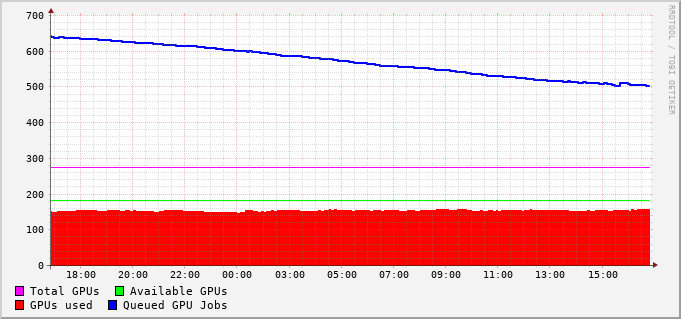 700
600
500
400
300
200
100
0
18:00 20:00 22:00 00:00 03:00 05:00 07:00 09:00 11:00 13:00 15:00
Total GPUs Available GPUs
GPUs used Queued GPU Jobs
RRDTOOL / TOBI OETIKER